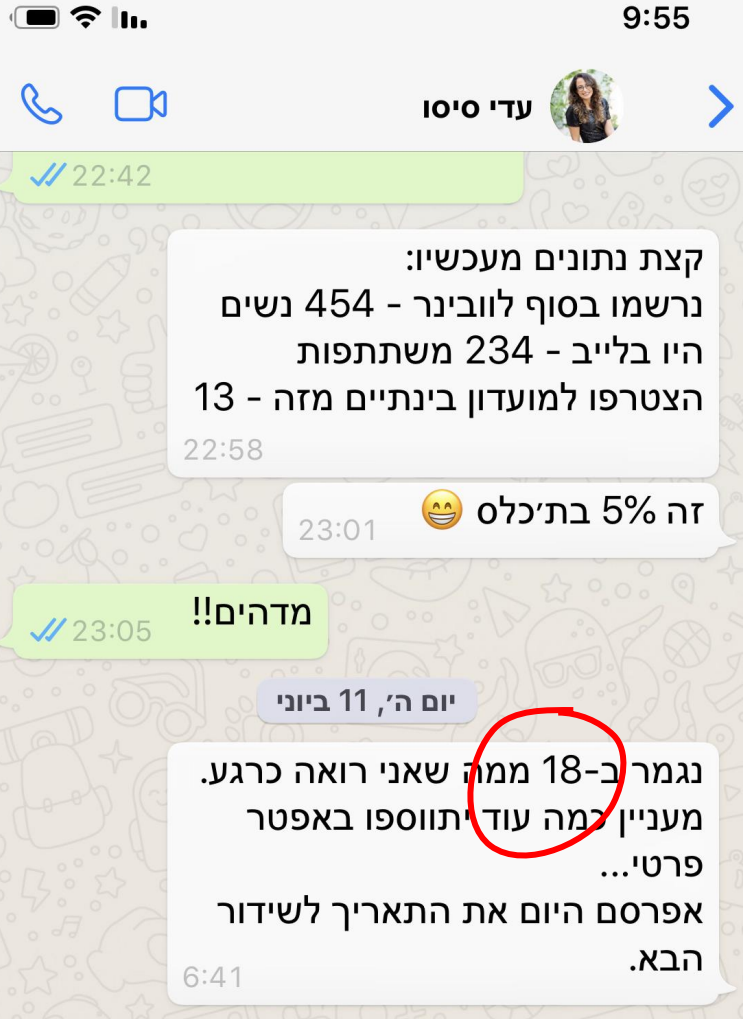 9:55
עדי סיסו
22:42
קצת נתונים מעכשיו:
נרשמו בסוף לוובינר - 454 נשים
היו בלייב - 234 משתתפות
הצטרפו למועדון בינתיים מזה - 13
22:58
זה 5% בת׳כלס 😁
23:01
מדהים!!
23:05
יום ה׳, 11 ביוני
נגמר ב-18 ממה שאני רואה כרגע.
מעניין כמה עוד יתווספו באפטר
פרטי...
אפרסם היום את התאריך לשידור
הבא.
6:41